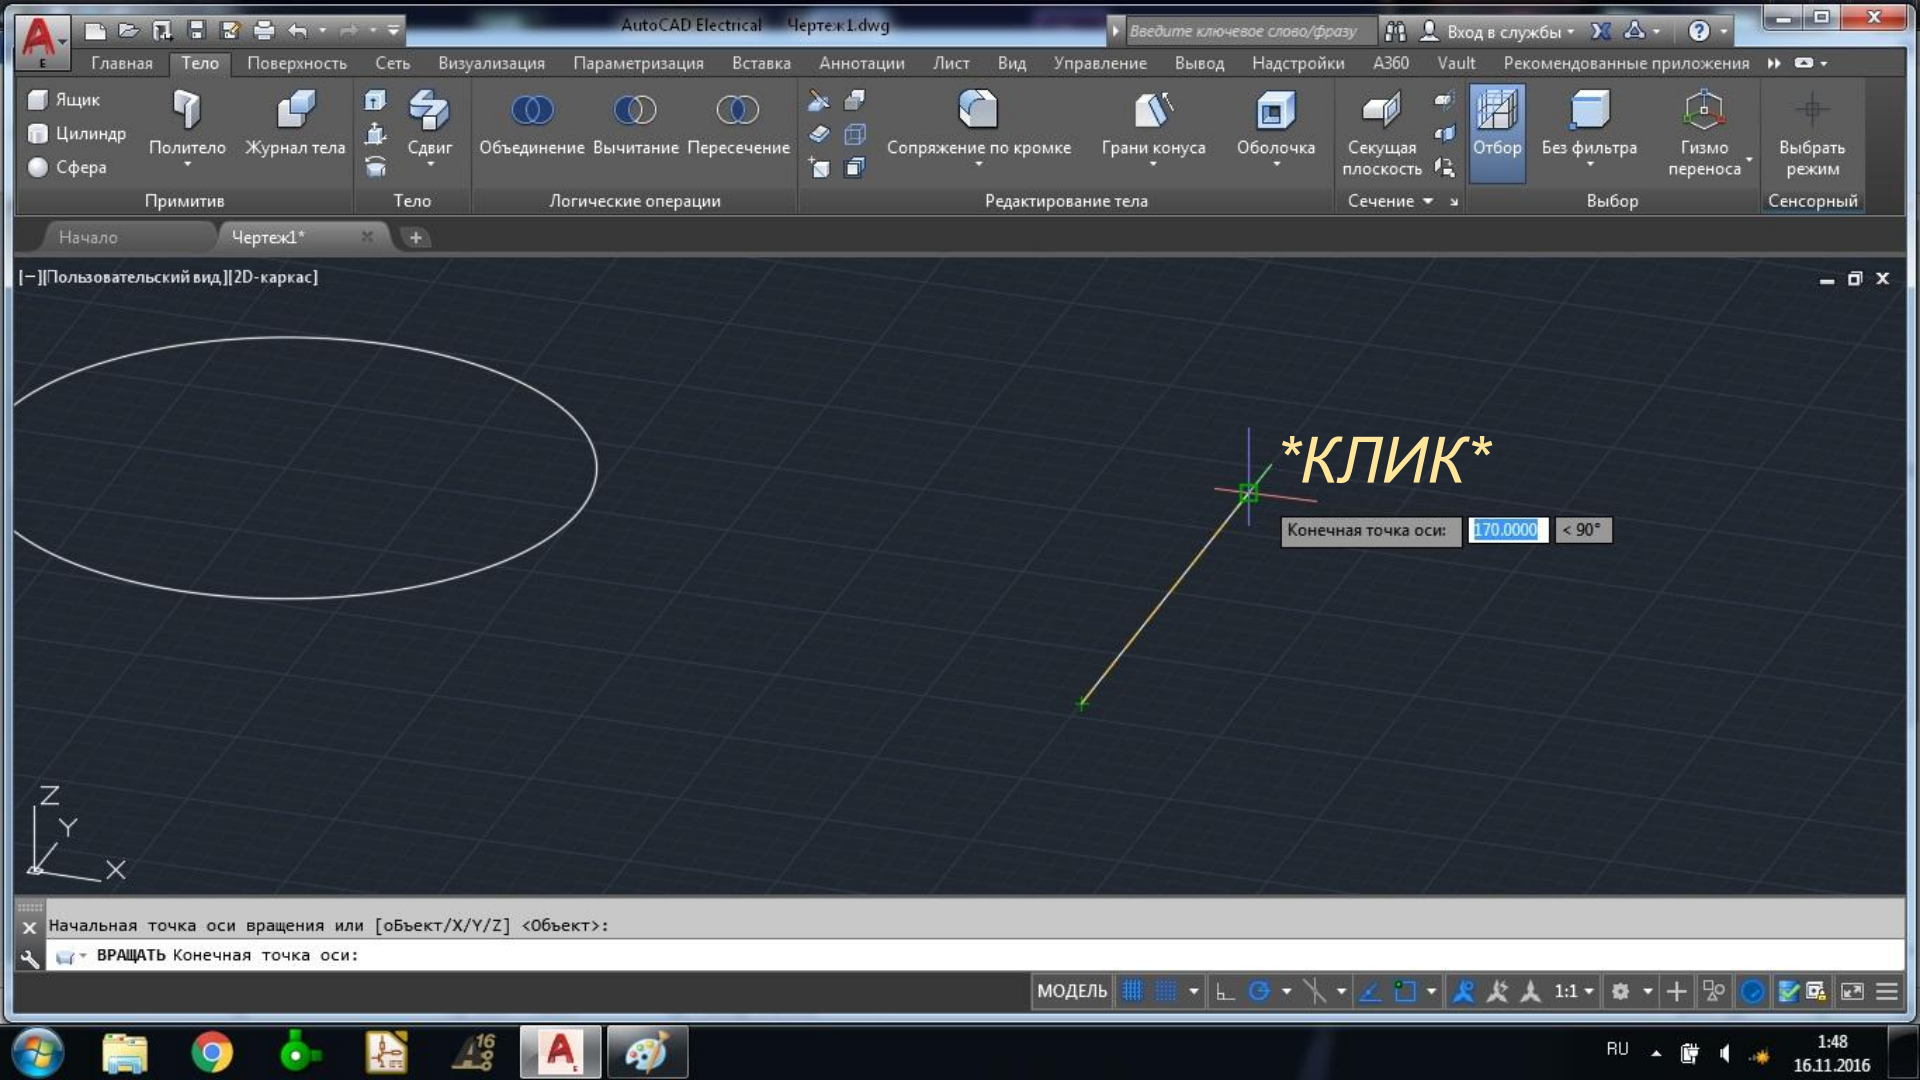 AutoCAD Electrical Чертеж1.dwg
Введите ключевое слово/фразу
Вход в службы
Главная Тело Поверхность Сеть Визуализация Параметризация Вставка Аннотации Лист Вид Управление Вывод Надстройки A360 Vault Рекомендованные приложения
Ящик
Цилиндр
Сфера
Политело
Журнал тела
Сдвиг
Объединение Вычитание Пересечение
Сопряжение по кромке
Грани конуса
Оболочка
Секущая
плоскость
Отбор
Без фильтра
Гизмо
переноса
Выбрать
режим
Примитив Тело Логические операции Редактирование тела Сечение Выбор Сенсорный
Начало Чертеж1*
[−][Пользовательский вид][2D-каркас]
*КЛИК*
Конечная точка оси: 170.0000 < 90°
Z
Y
X
Начальная точка оси вращения или [оБъект/X/Y/Z] <Объект>:
ВРАЩАТЬ Конечная точка оси:
МОДЕЛЬ 1:1
RU
1:48
16.11.2016